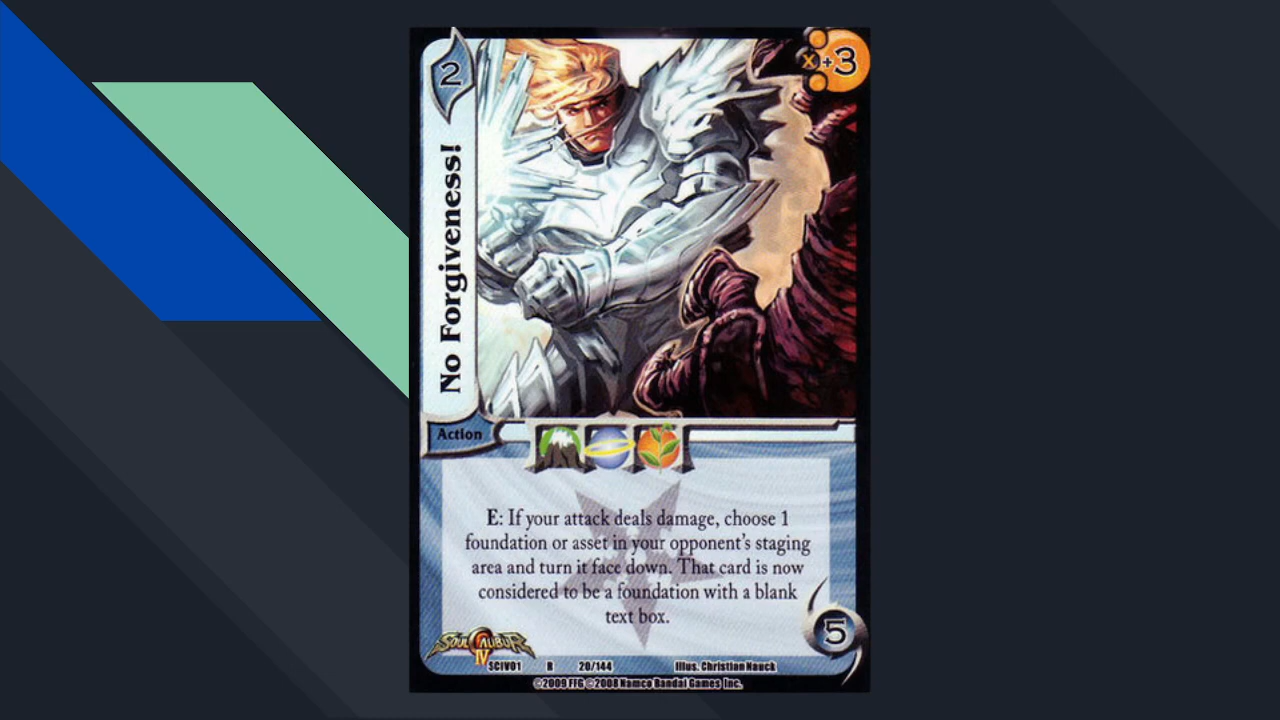 2
x+3
No Forgiveness!
Action
E: If your attack deals damage, choose 1
foundation or asset in your opponent's staging
area and turn it face down. That card is now
considered to be a foundation with a blank
text box.
5
SoulCalibur
IV
SCIV01 R 20/144 Illus. Christian Nauck
©2009 FFG ©2008 Namco Bandai Games Inc.